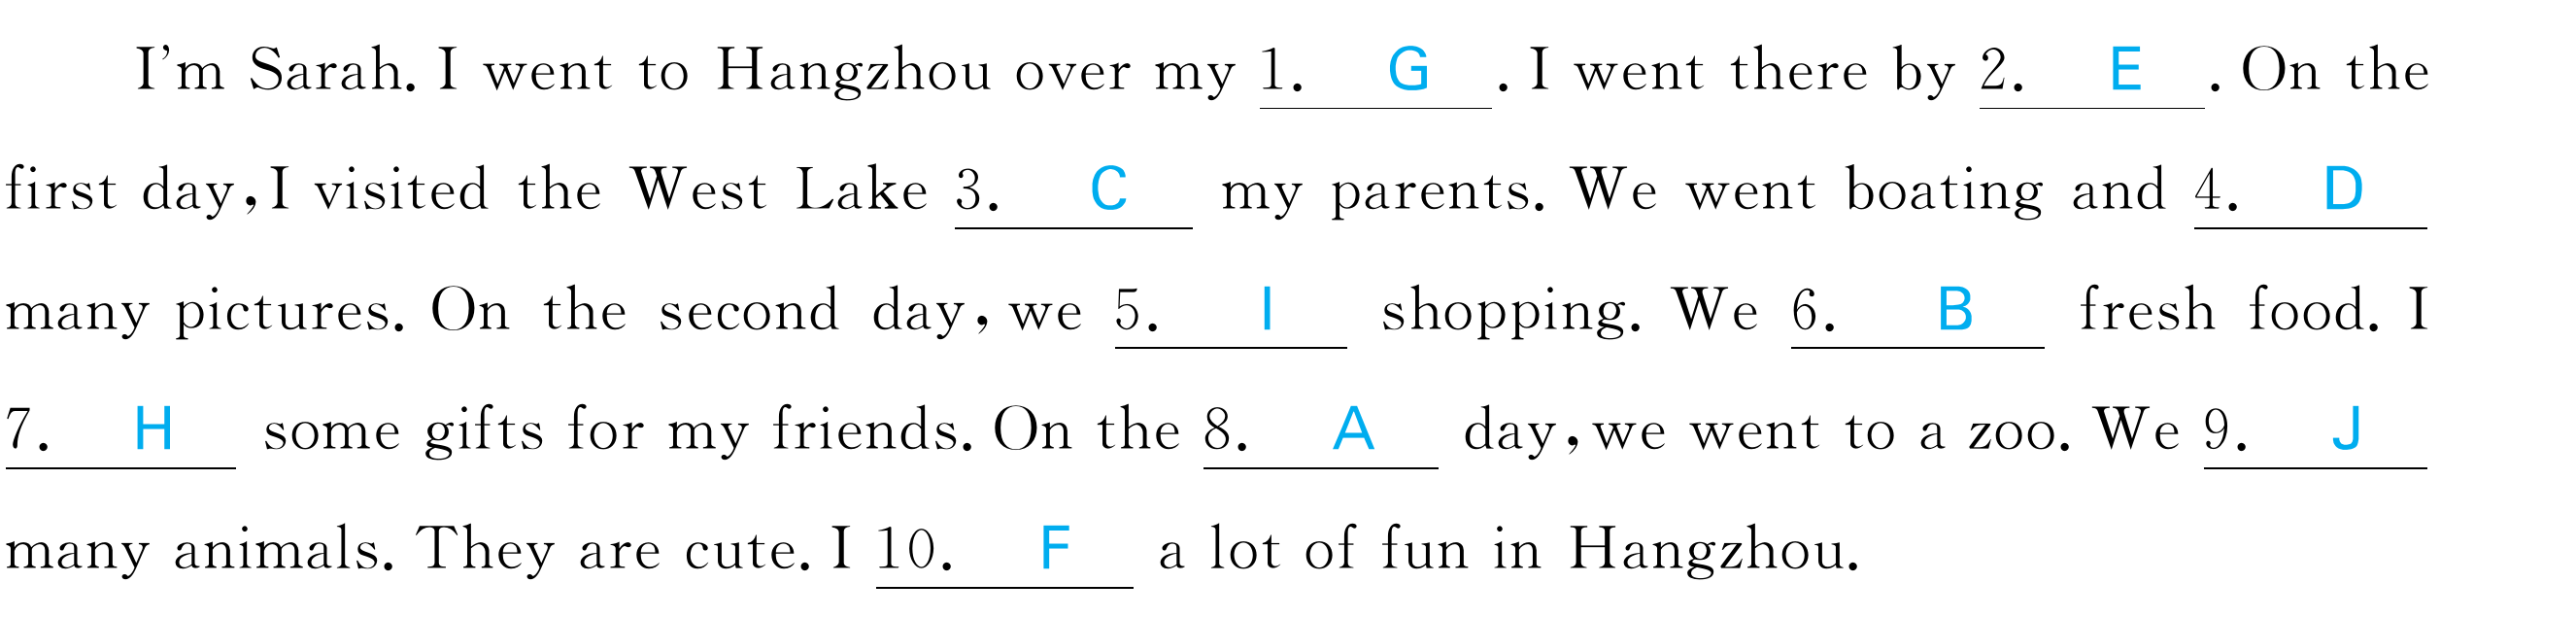 I'm Sarah. I went to Hangzhou over my 1. G . I went there by 2. E . On the
first day, I visited the West Lake 3. C my parents. We went boating and 4. D
many pictures. On the second day, we 5. I shopping. We 6. B fresh food. I
7. H some gifts for my friends. On the 8. A day, we went to a zoo. We 9. J
many animals. They are cute. I 10. F a lot of fun in Hangzhou.